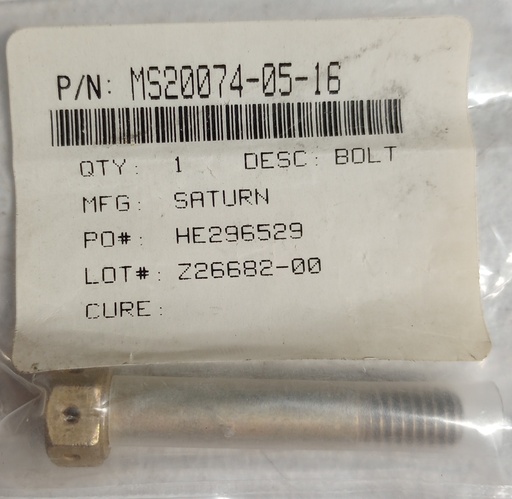 P/N: MS20074-05-16
QTY: 1 DESC: BOLT
MFG: SATURN
PO#: HE296529
LOT#: Z26682-00
CURE: